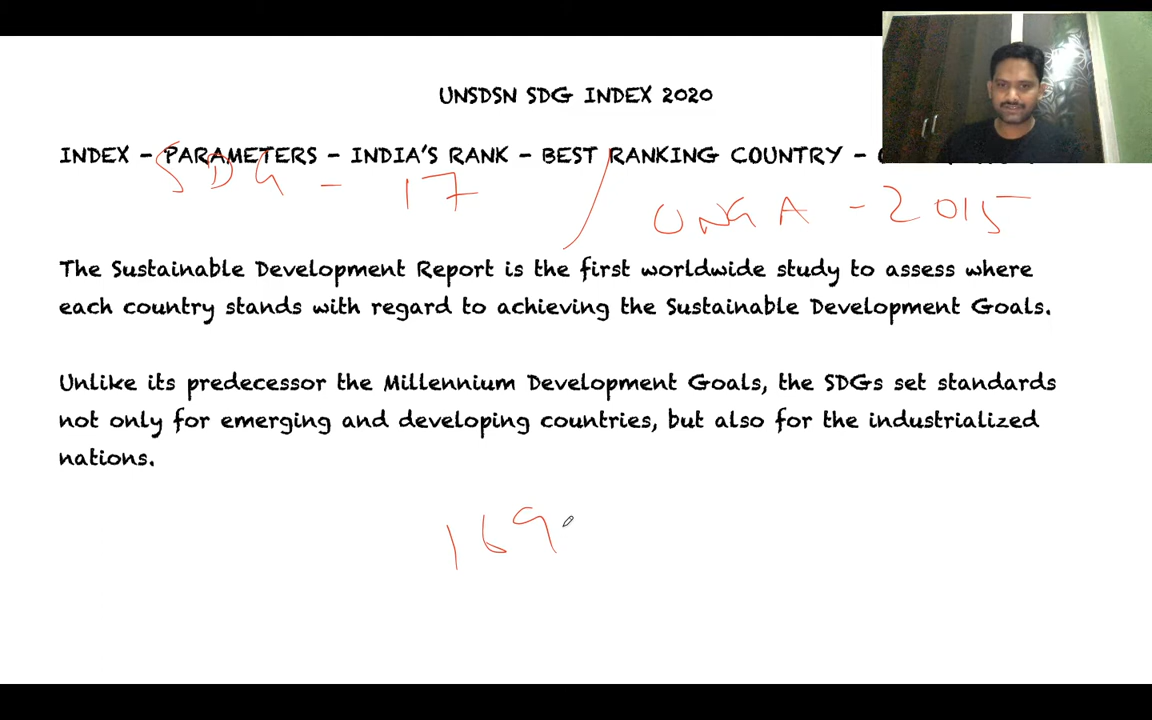 UNSDSN SDG INDEX 2020
INDEX - PARAMETERS - INDIA'S RANK - BEST RANKING COUNTRY -
SDG - 17
UNGA - 2015
The Sustainable Development Report is the first worldwide study to assess where
each country stands with regard to achieving the Sustainable Development Goals.
Unlike its predecessor the Millennium Development Goals, the SDGs set standards
not only for emerging and developing countries, but also for the industrialized
nations.
169